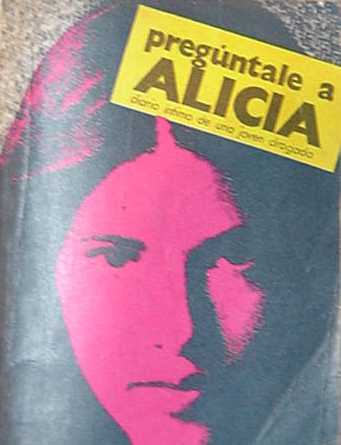 pregúntale a
ALICIA
diario íntimo de una joven drogada